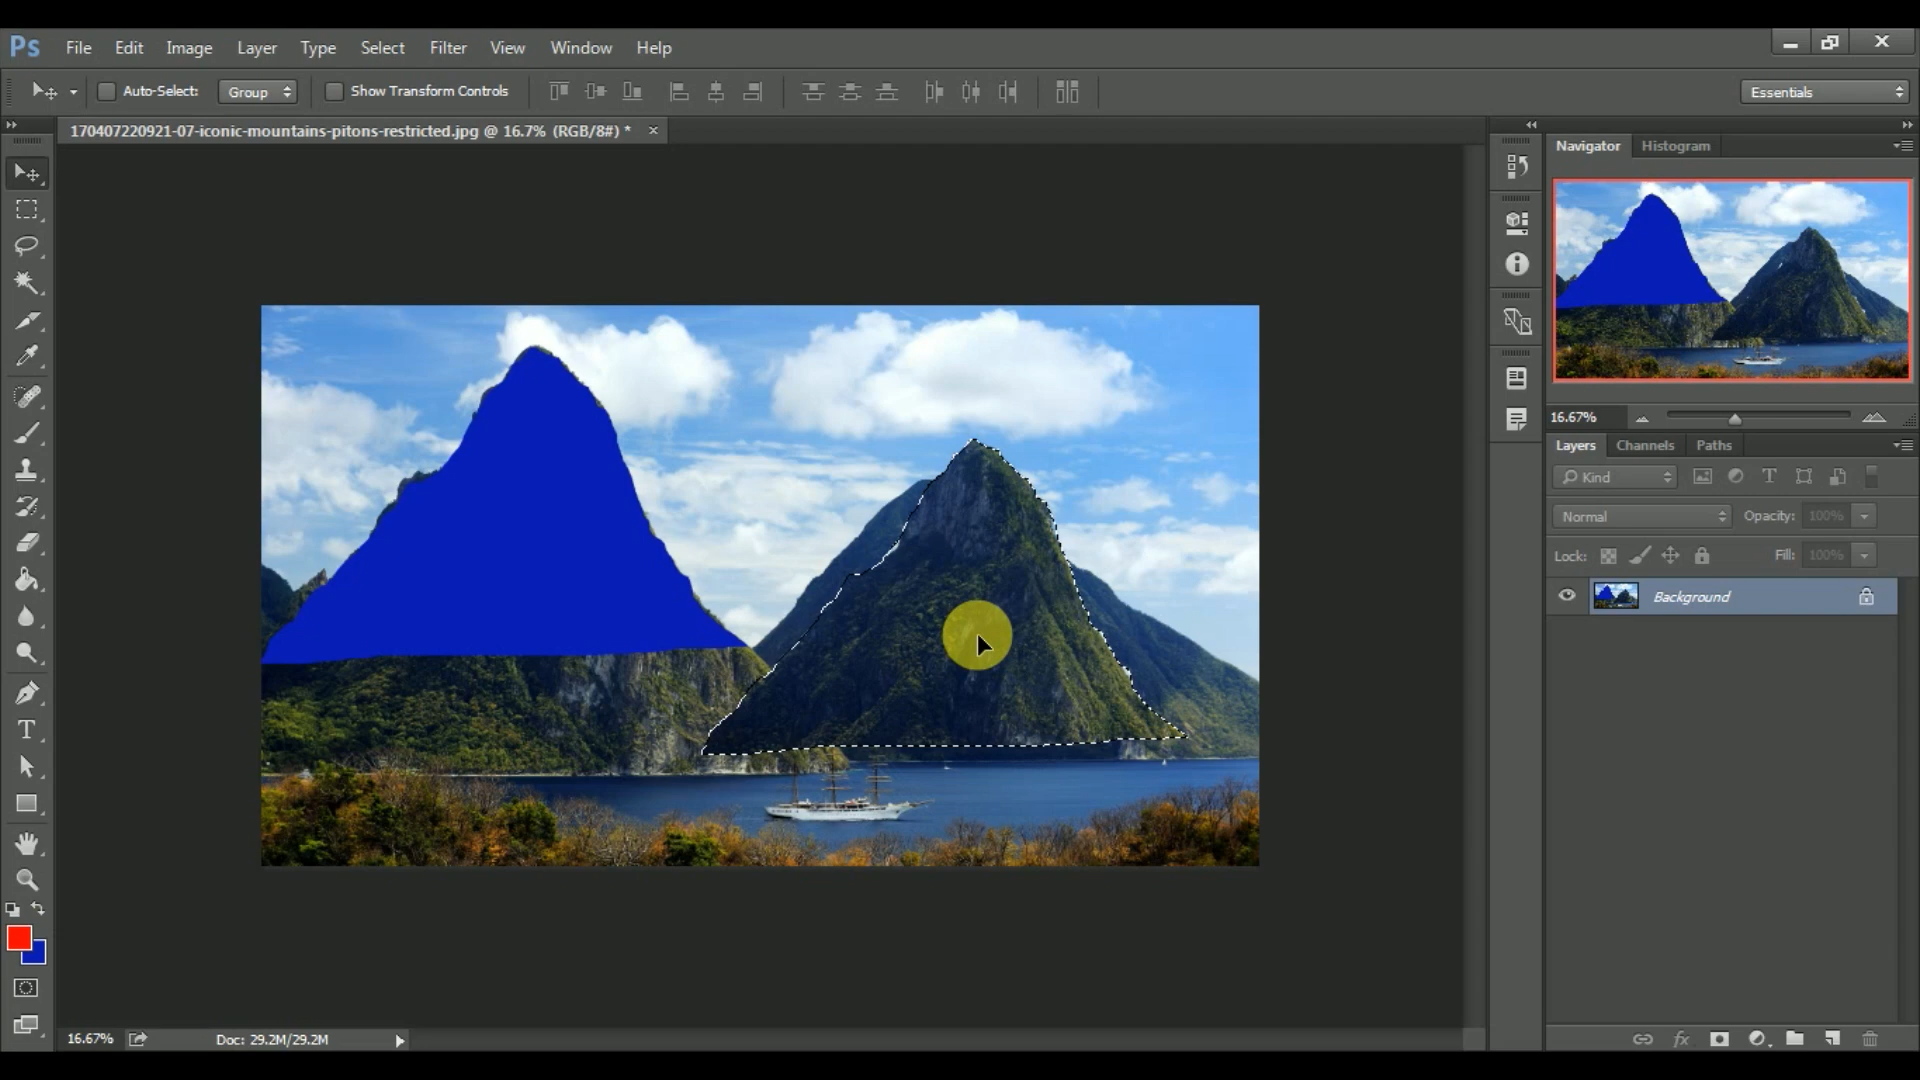 Ps File Edit Image Layer Type Select Filter View Window Help
Auto-Select: Group Show Transform Controls Essentials
170407220921-07-iconic-mountains-pitons-restricted.jpg @ 16.7% (RGB/8#) * ×
Navigator Histogram
16.67%
Layers Channels Paths
Kind
Normal Opacity: 100%
Lock: Fill: 100%
Background
16.67% Doc: 29.2M/29.2M